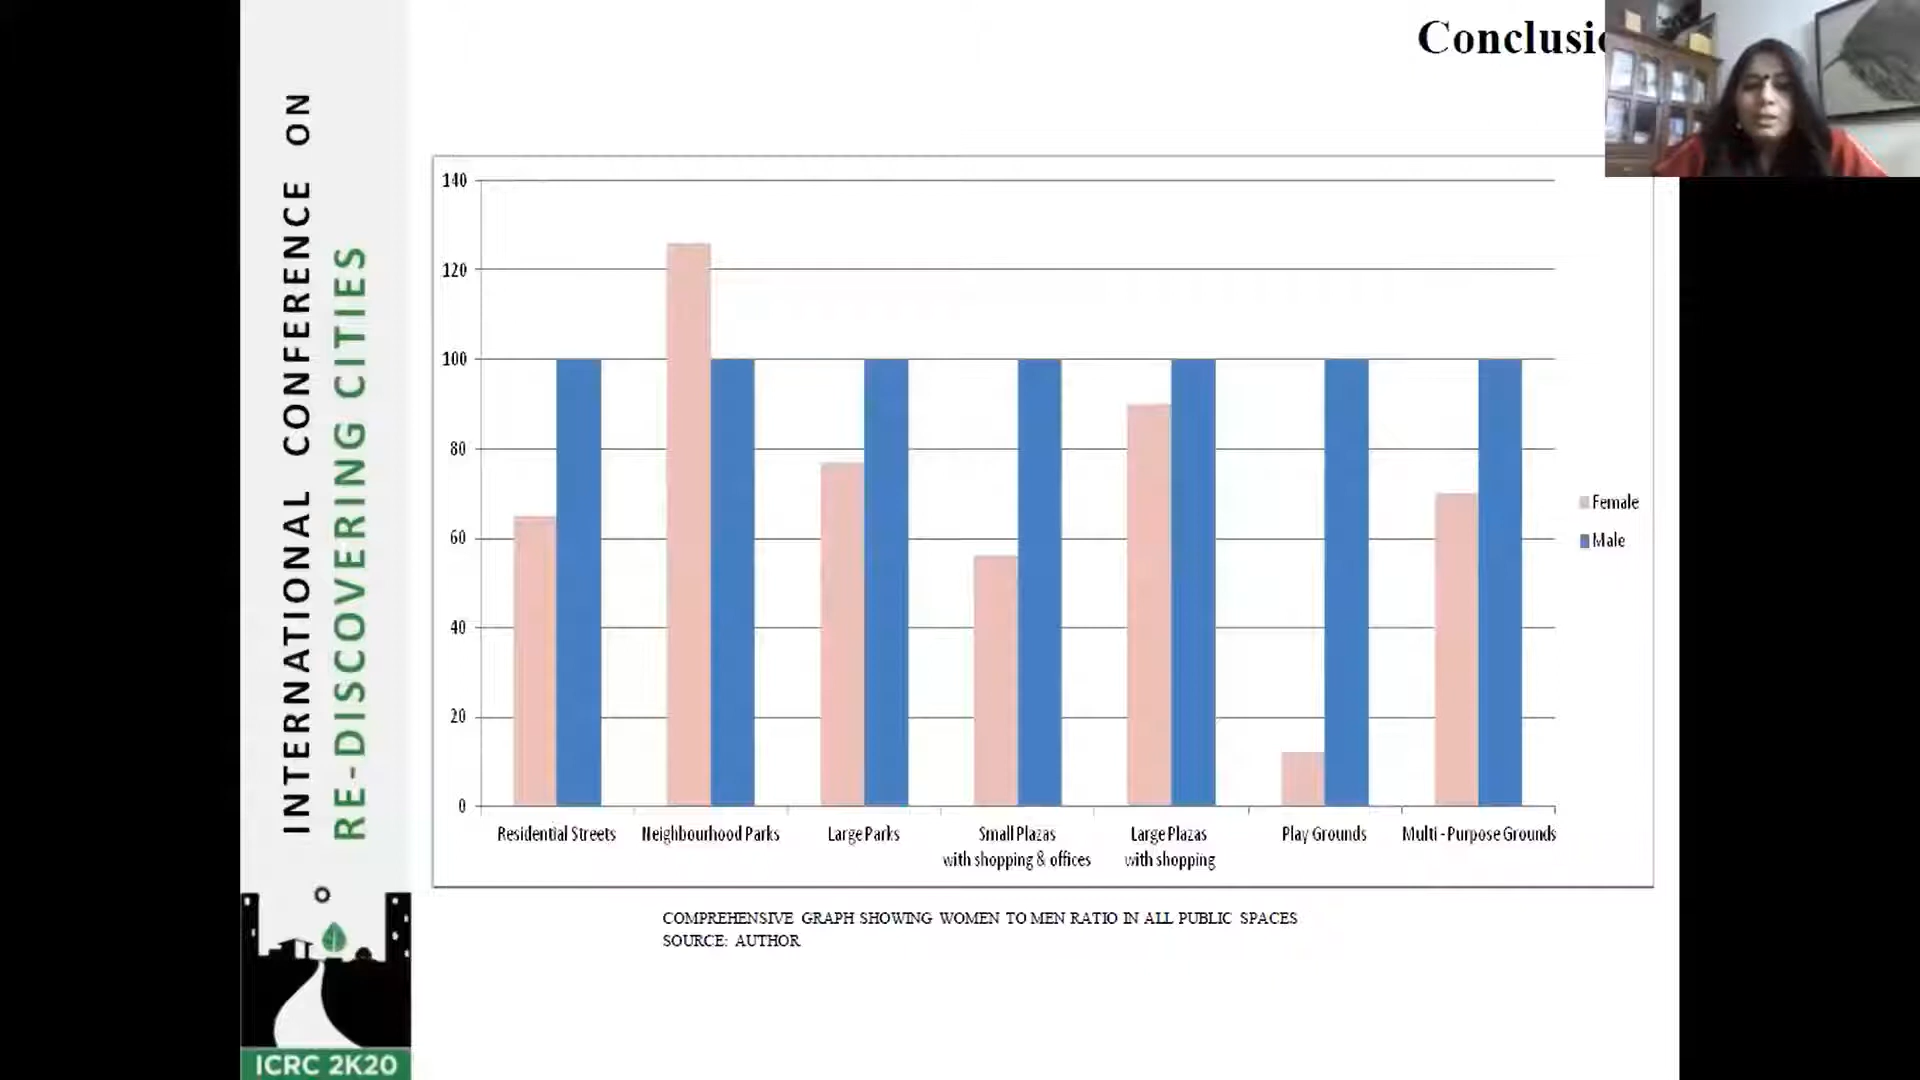 INTERNATIONAL CONFERENCE ON
RE-DISCOVERING CITIES
ICRC 2K20
140
120
100
80
60
40
20
0
Residential Streets
Neighbourhood Parks
Large Parks
Small Plazas
with shopping & offices
Large Plazas
with shopping
Play Grounds
Multi - Purpose Grounds
Female
Male
COMPREHENSIVE GRAPH SHOWING WOMEN TO MEN RATIO IN ALL PUBLIC SPACES
SOURCE: AUTHOR